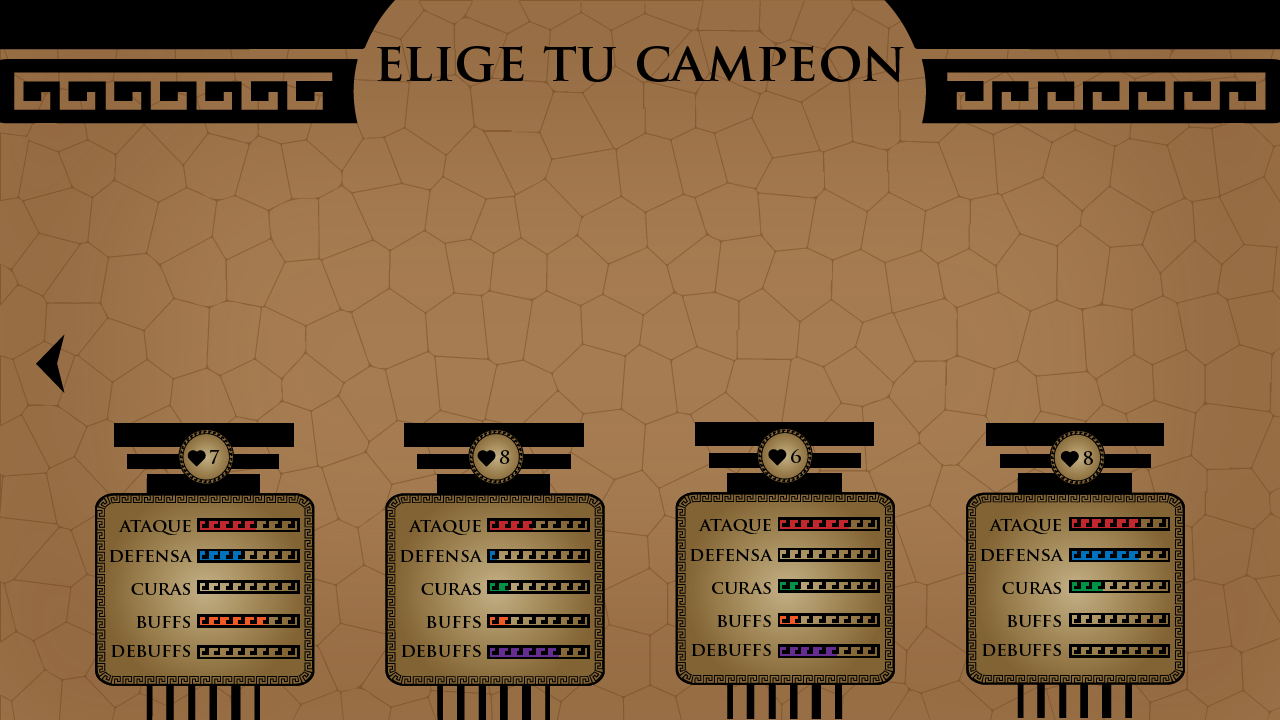 ELIGE TU CAMPEON
7
ATAQUE
DEFENSA
CURAS
BUFFS
DEBUFFS
8
ATAQUE
DEFENSA
CURAS
BUFFS
DEBUFFS
6
ATAQUE
DEFENSA
CURAS
BUFFS
DEBUFFS
8
ATAQUE
DEFENSA
CURAS
BUFFS
DEBUFFS